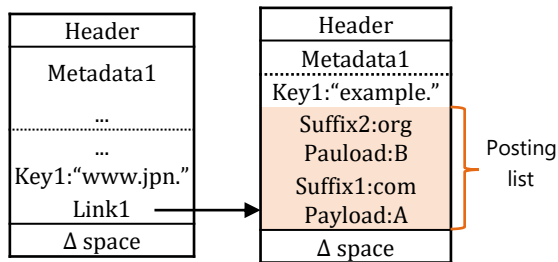 Header
Metadata1
...
...
Key1:“www.jpn.”
Link1
Δ space
Header
Metadata1
Key1:“example.”
Suffix2:org
Pauload:B
Suffix1:com
Payload:A
Δ space
Posting
list